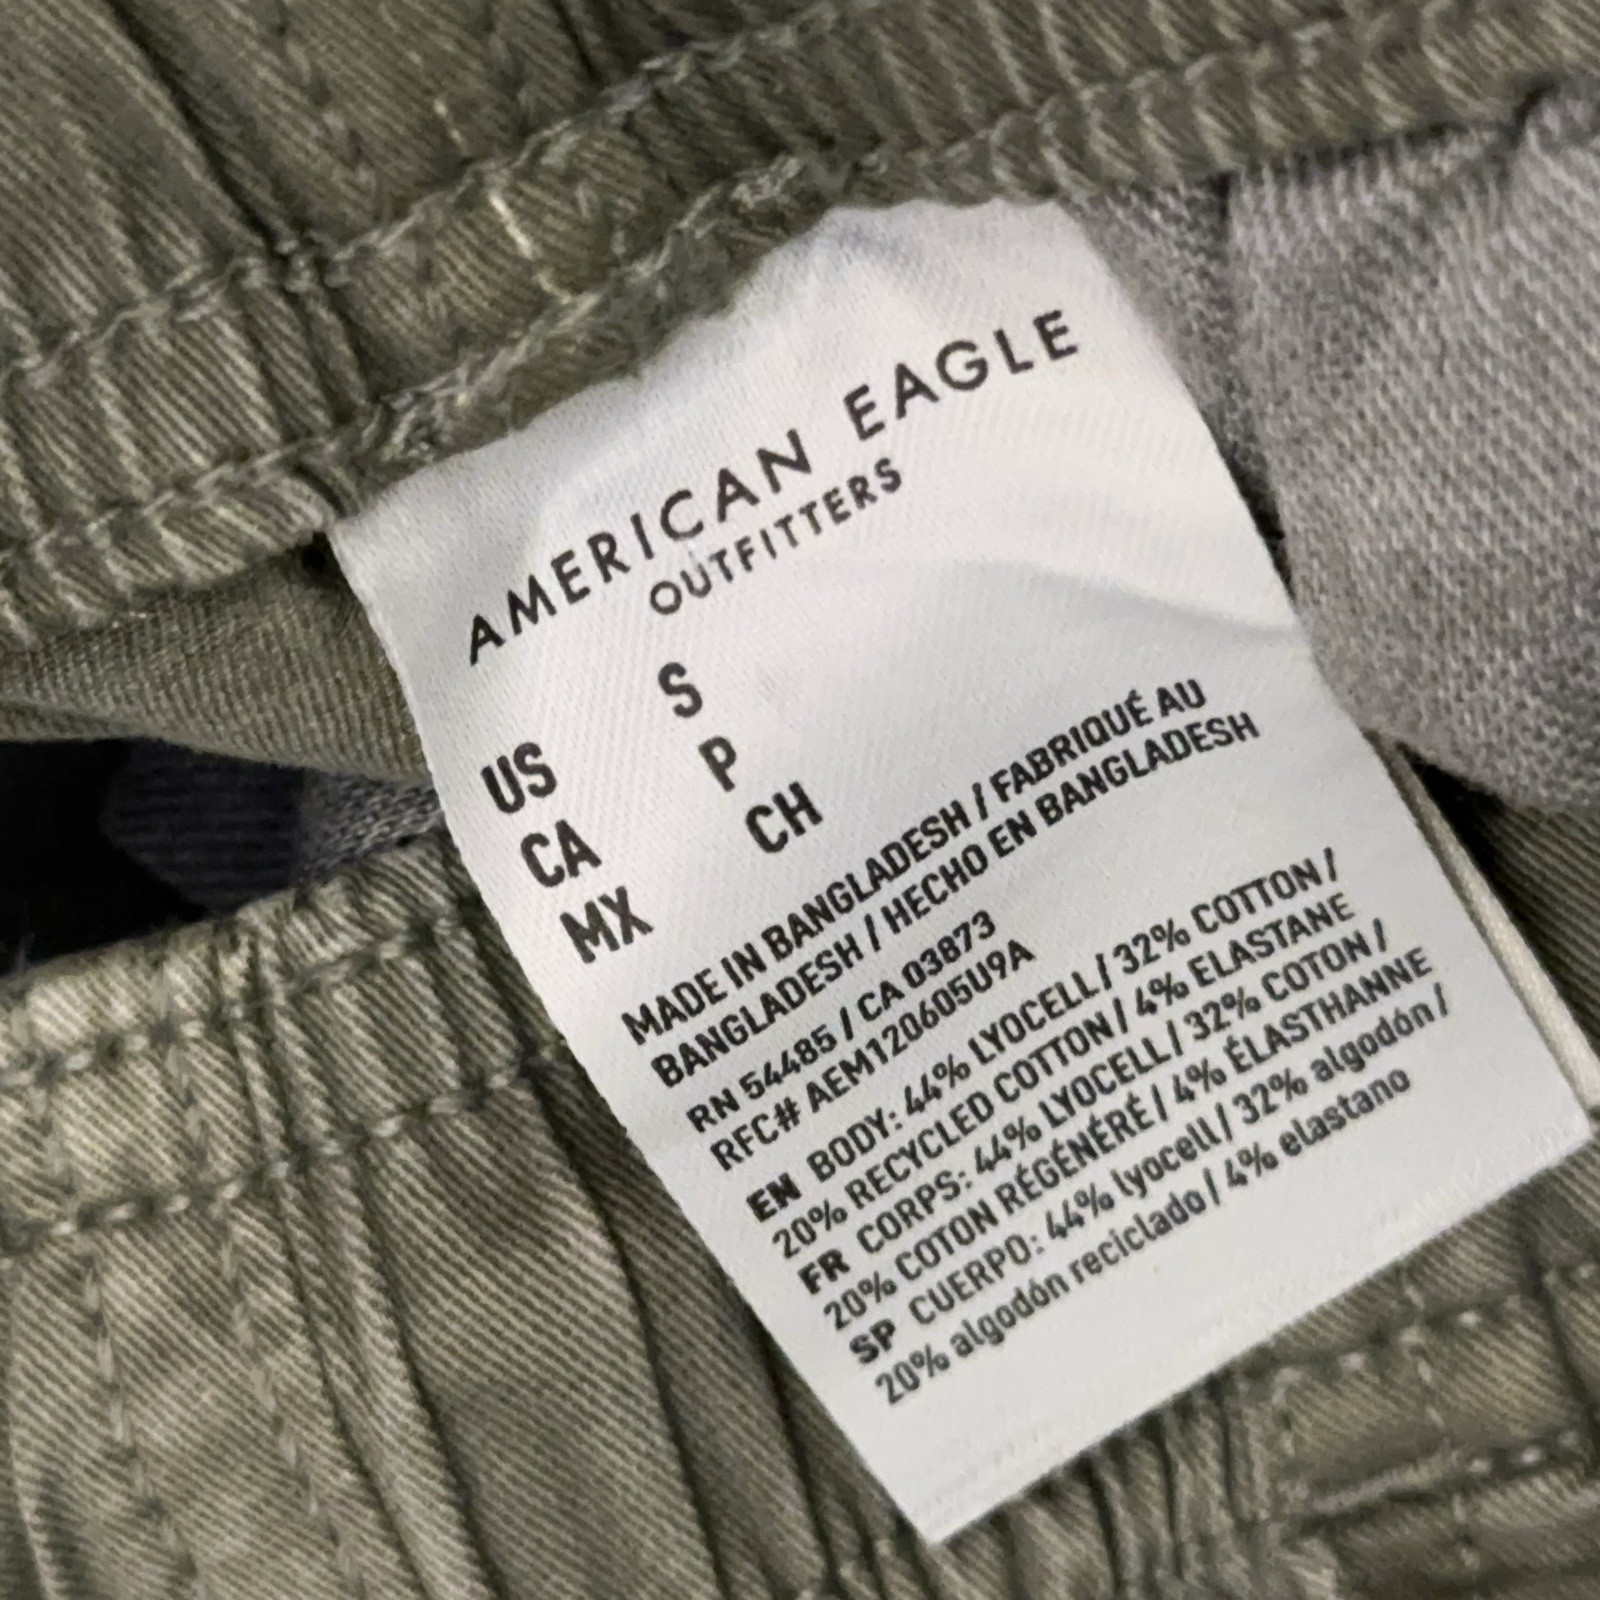 AMERICAN EAGLE
OUTFITTERS
US S
CA P
MX CH
MADE IN BANGLADESH / FABRIQUÉ AU
BANGLADESH / HECHO EN BANGLADESH
RN 54485 / CA 03873
RFC# AEM120605U9A
EN BODY: 44% LYOCELL / 32% COTTON /
20% RECYCLED COTTON / 4% ELASTANE
FR CORPS: 44% LYOCELL / 32% COTON /
20% COTON RÉGÉNÉRÉ / 4% ÉLASTHANNE
SP CUERPO: 44% lyocell / 32% algodón /
20% algodón reciclado / 4% elastano